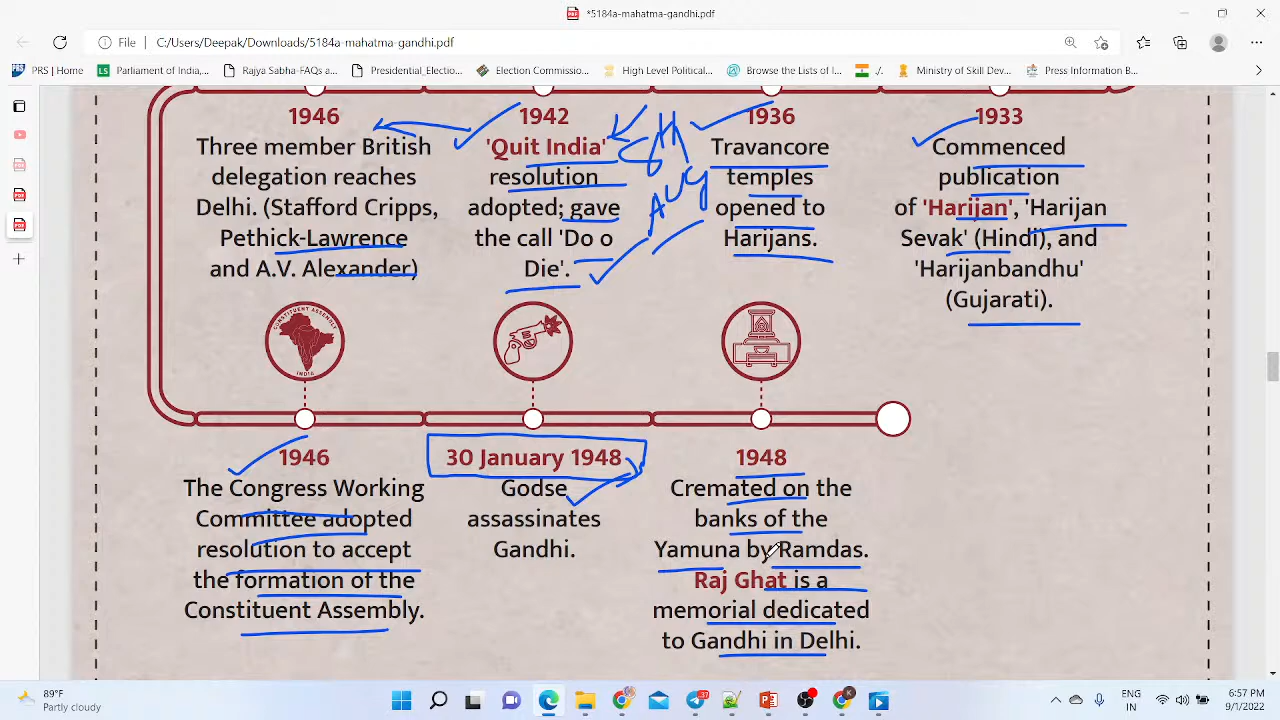 *5184a-mahatma-gandhi.pdf
File C:/Users/Deepak/Downloads/5184a-mahatma-gandhi.pdf
PRS | Home Parliament of India,... Rajya Sabha-FAQs... Presidential_Electio... Election Commissio... High Level Political... Browse the Lists of I... ./. Ministry of Skill Dev... Press Information B...
1946
Three member British
delegation reaches
Delhi. (Stafford Cripps,
Pethick-Lawrence
and A.V. Alexander)
1942
'Quit India'
resolution
adopted; gave
the call 'Do o
Die'.
8th
Aug
1936
Travancore
temples
opened to
Harijans.
1933
Commenced
publication
of 'Harijan', 'Harijan
Sevak' (Hindi), and
'Harijanbandhu'
(Gujarati).
CONSTITUENT ASSEMBLY
INDIA
1946
The Congress Working
Committee adopted
resolution to accept
the formation of the
Constituent Assembly.
30 January 1948
Godse
assassinates
Gandhi.
1948
Cremated on the
banks of the
Yamuna by Ramdas.
Raj Ghat is a
memorial dedicated
to Gandhi in Delhi.
89°F
Partly cloudy
37
K
ENG
IN
6:57 PM
9/1/2022